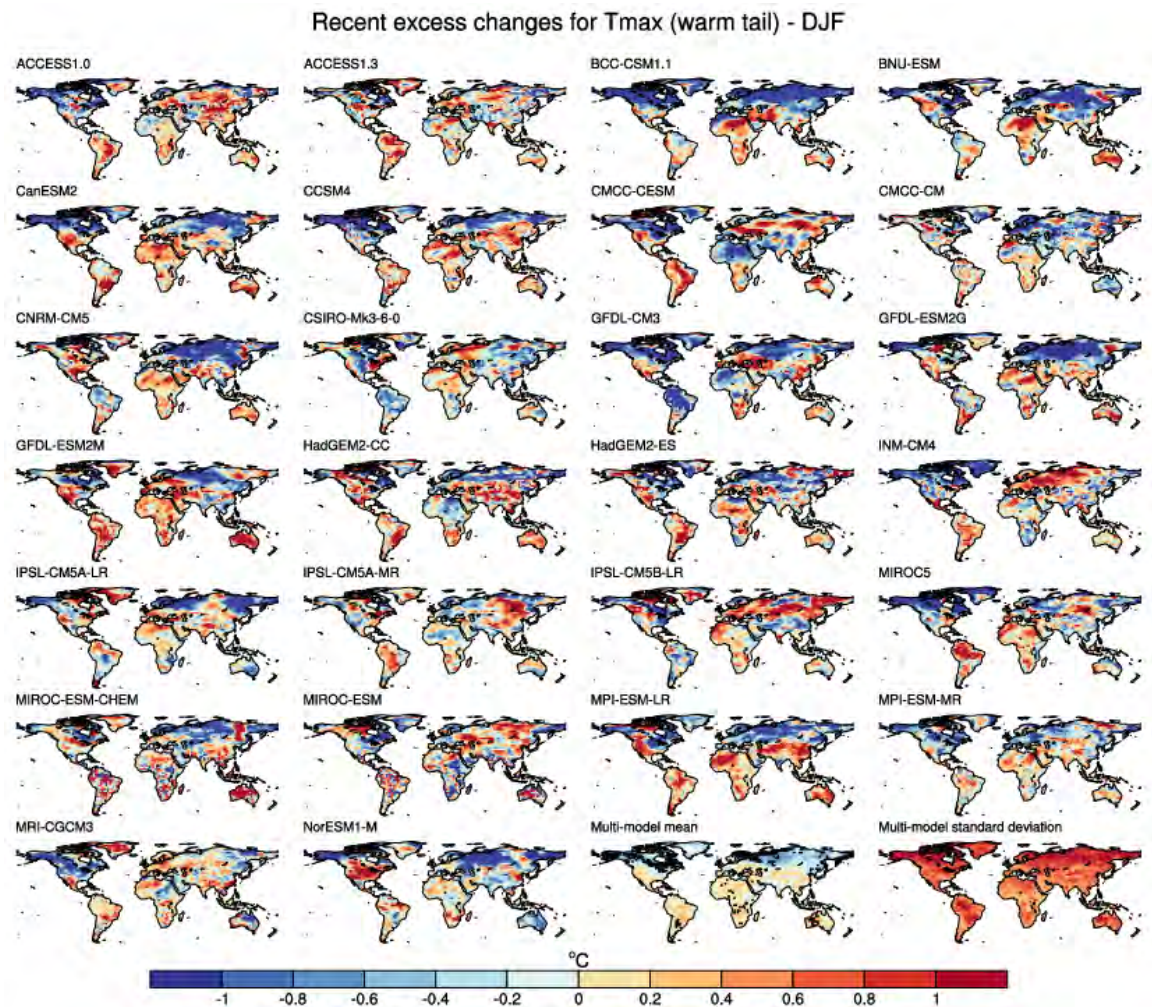 Recent excess changes for Tmax (warm tail) - DJF
ACCESS1.0 ACCESS1.3 BCC-CSM1.1 BNU-ESM
CanESM2 CCSM4 CMCC-CESM CMCC-CM
CNRM-CM5 CSIRO-Mk3-6-0 GFDL-CM3 GFDL-ESM2G
GFDL-ESM2M HadGEM2-CC HadGEM2-ES INM-CM4
IPSL-CM5A-LR IPSL-CM5A-MR IPSL-CM5B-LR MIROC5
MIROC-ESM-CHEM MIROC-ESM MPI-ESM-LR MPI-ESM-MR
MRI-CGCM3 NorESM1-M Multi-model mean Multi-model standard deviation
°C
-1 -0.8 -0.6 -0.4 -0.2 0 0.2 0.4 0.6 0.8 1